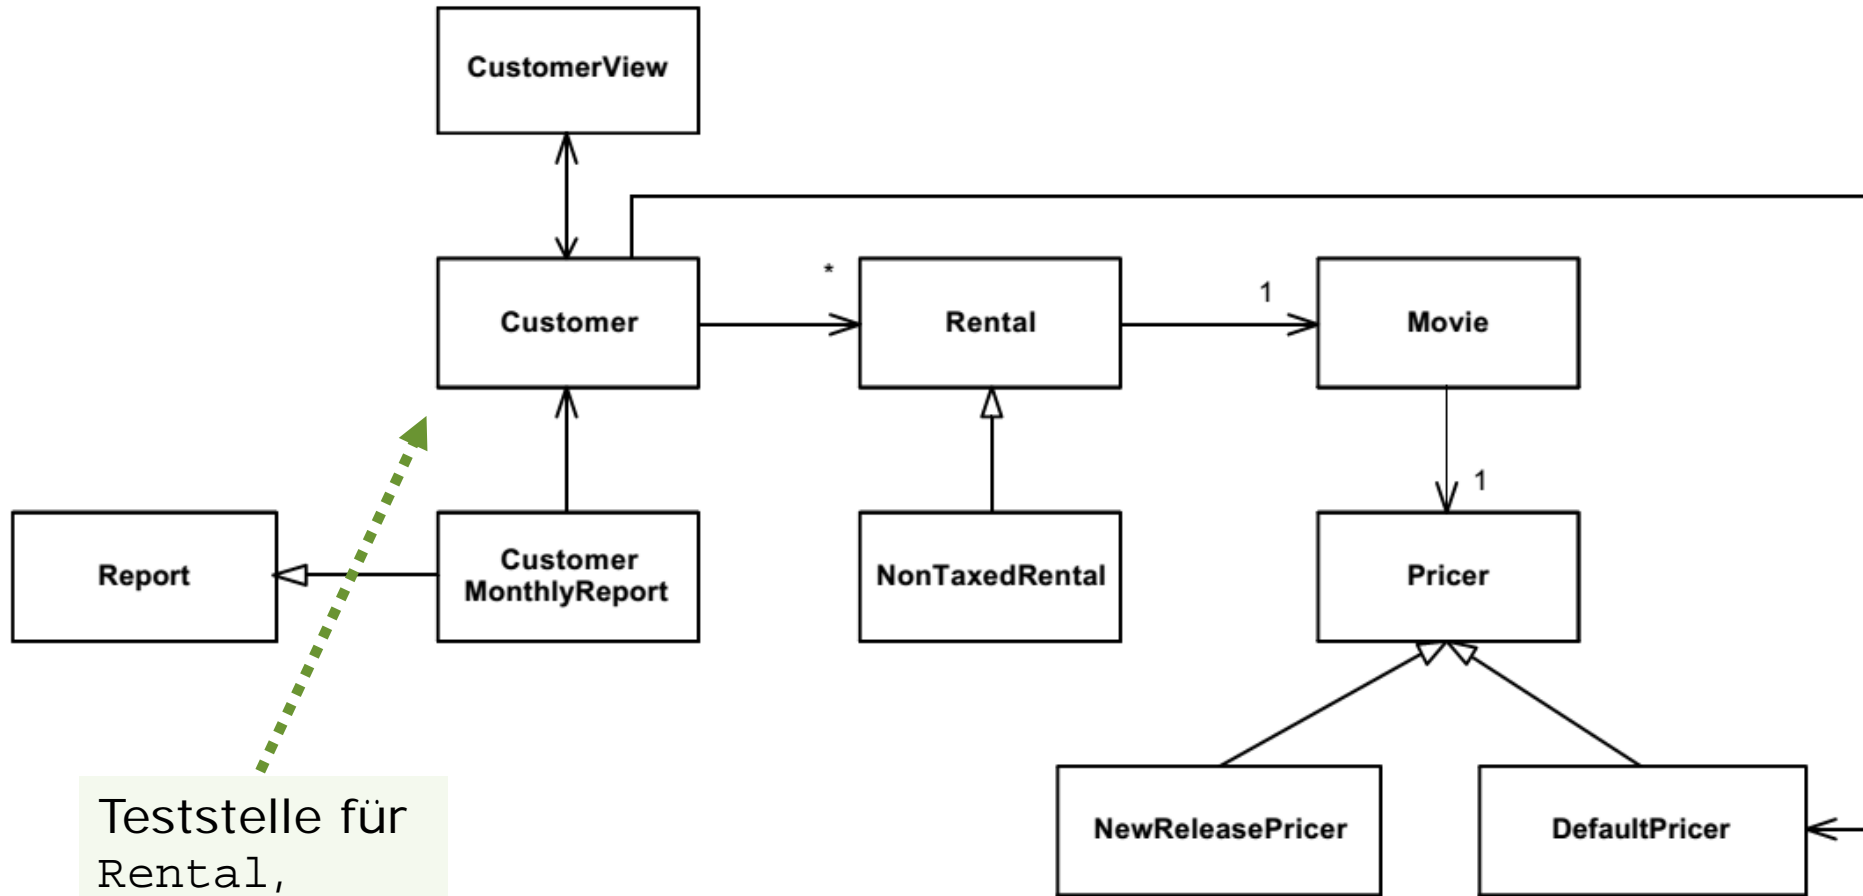 CustomerView
*
1
Customer
Rental
Movie
1
Report
Customer
MonthlyReport
NonTaxedRental
Pricer
Teststelle für
Rental,
NewReleasePricer
DefaultPricer